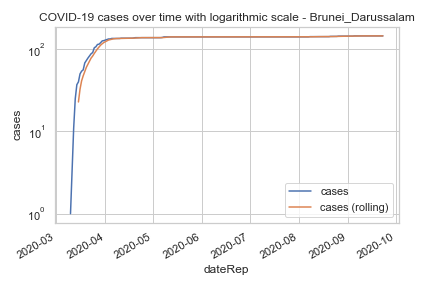 COVID-19 cases over time with logarithmic scale - Brunei_Darussalam
10²
10¹
10⁰
cases
cases
cases (rolling)
2020-03
2020-04
2020-05
2020-06
2020-07
2020-08
2020-09
2020-10
dateRep